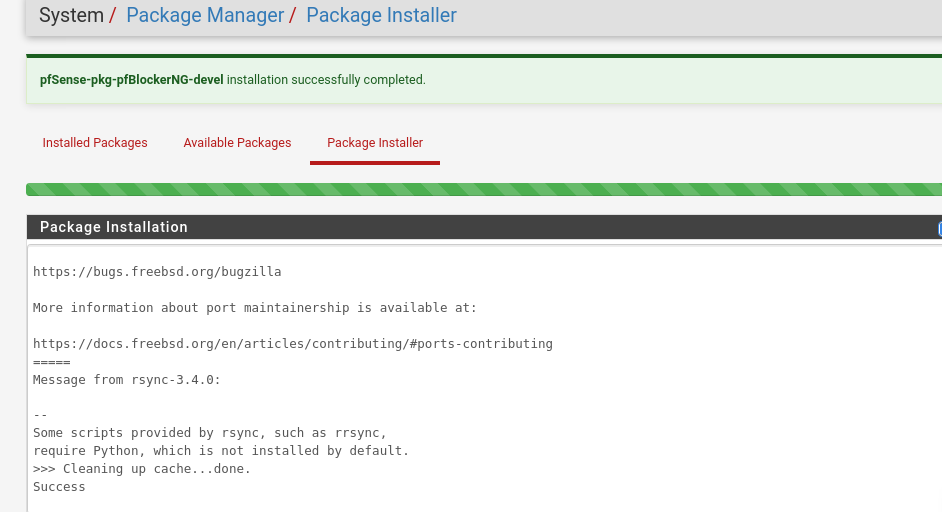 System / Package Manager / Package Installer
pfSense-pkg-pfBlockerNG-devel installation successfully completed.
Installed Packages Available Packages Package Installer
Package Installation
https://bugs.freebsd.org/bugzilla
More information about port maintainership is available at:
https://docs.freebsd.org/en/articles/contributing/#ports-contributing
=====
Message from rsync-3.4.0:
--
Some scripts provided by rsync, such as rrsync,
require Python, which is not installed by default.
>>> Cleaning up cache...done.
Success